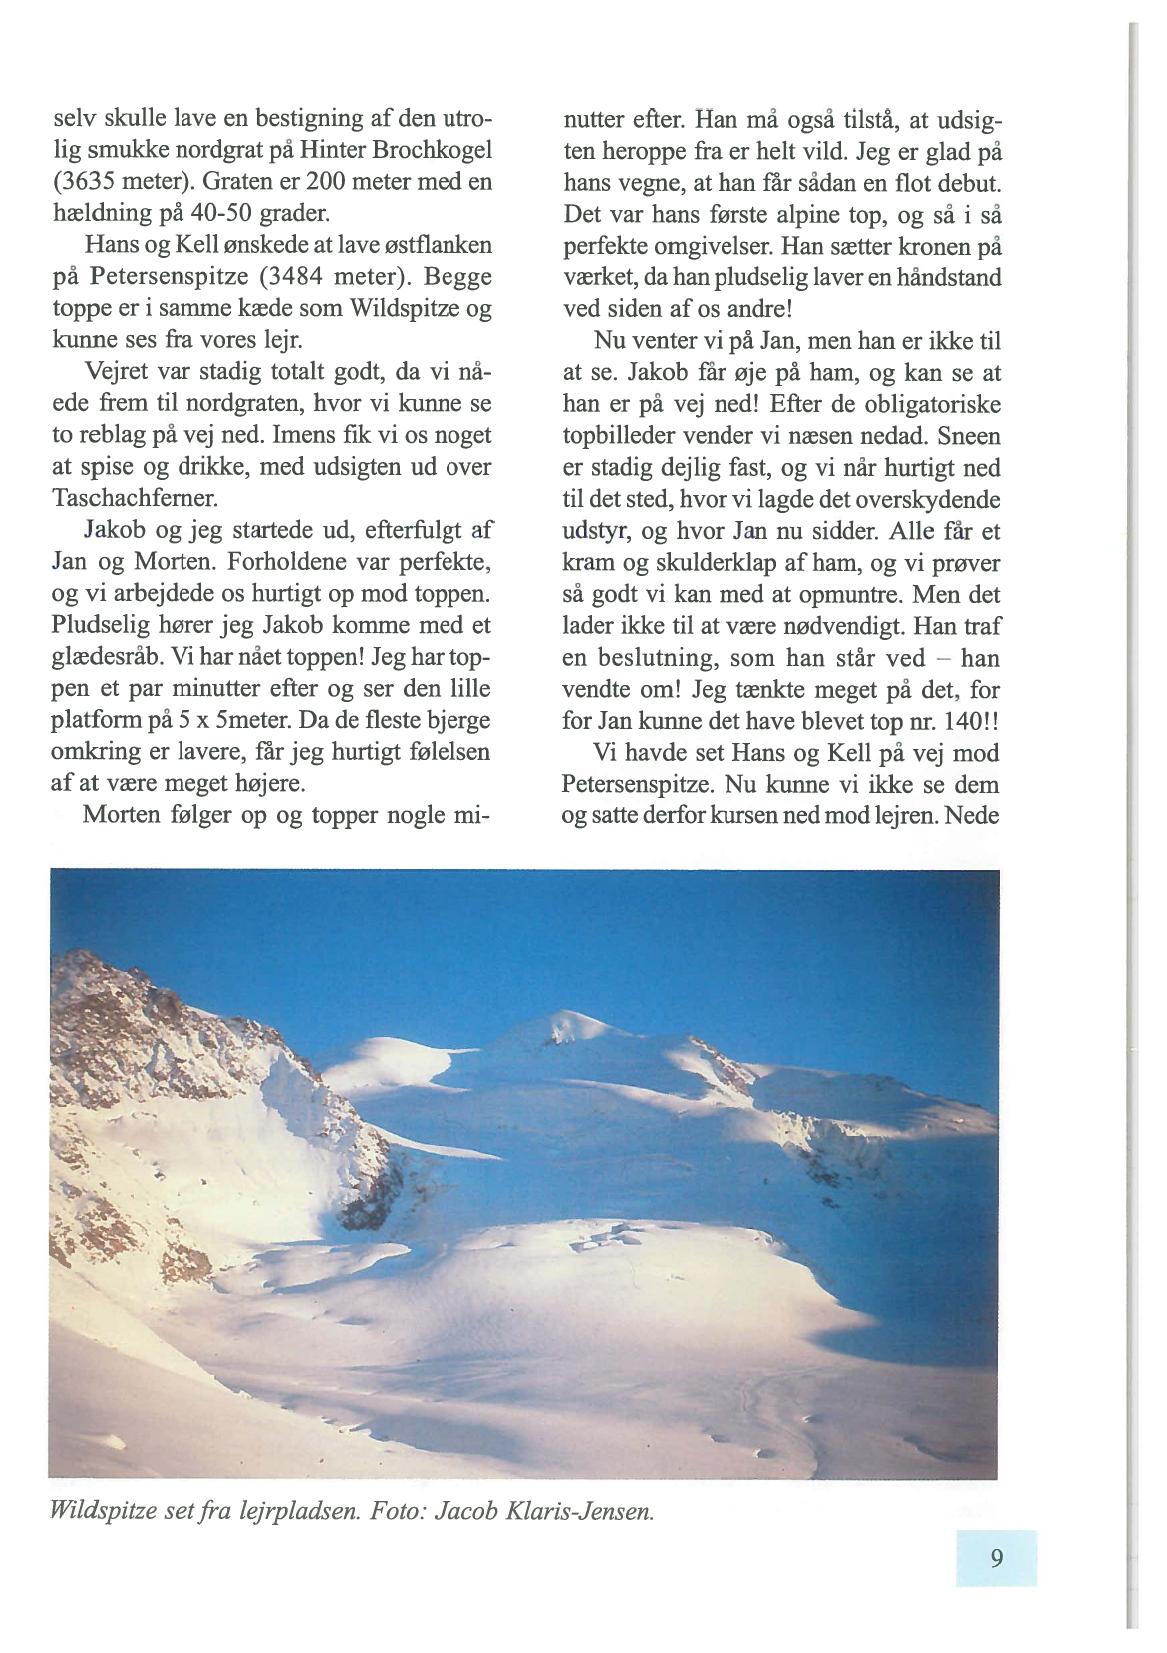 selv skulle lave en bestigning af den utro-
lig smukke nordgrat på Hinter Brochkogel
(3635 meter). Graten er 200 meter med en
hældning på 40-50 grader.
Hans og Kell ønskede at lave østflanken
på Petersenspitze (3484 meter). Begge
toppe er i samme kæde som Wildspitze og
kunne ses fra vores lejr.
Vejret var stadig totalt godt, da vi nå-
ede frem til nordgraten, hvor vi kunne se
to reblag på vej ned. Imens fik vi os noget
at spise og drikke, med udsigten ud over
Taschachferner.
Jakob og jeg startede ud, efterfulgt af
Jan og Morten. Forholdene var perfekte,
og vi arbejdede os hurtigt op mod toppen.
Pludselig hører jeg Jakob komme med et
glædesråb. Vi har nået toppen! Jeg har top-
pen et par minutter efter og ser den lille
platform på 5 x 5meter. Da de fleste bjerge
omkring er lavere, får jeg hurtigt følelsen
af at være meget højere.
Morten følger op og topper nogle mi-
nutter efter. Han må også tilstå, at udsig-
ten heroppe fra er helt vild. Jeg er glad på
hans vegne, at han får sådan en flot debut.
Det var hans første alpine top, og så i så
perfekte omgivelser. Han sætter kronen på
værket, da han pludselig laver en håndstand
ved siden af os andre!
Nu venter vi på Jan, men han er ikke til
at se. Jakob får øje på ham, og kan se at
han er på vej ned! Efter de obligatoriske
topbilleder vender vi næsen nedad. Sneen
er stadig dejlig fast, og vi når hurtigt ned
til det sted, hvor vi lagde det overskydende
udstyr, og hvor Jan nu sidder. Alle får et
kram og skulderklap af ham, og vi prøver
så godt vi kan med at opmuntre. Men det
lader ikke til at være nødvendigt. Han traf
en beslutning, som han står ved – han
vendte om! Jeg tænkte meget på det, for
for Jan kunne det have blevet top nr. 140!!
Vi havde set Hans og Kell på vej mod
Petersenspitze. Nu kunne vi ikke se dem
og satte derfor kursen ned mod lejren. Nede
Wildspitze set fra lejrpladsen. Foto: Jacob Klaris-Jensen.
9